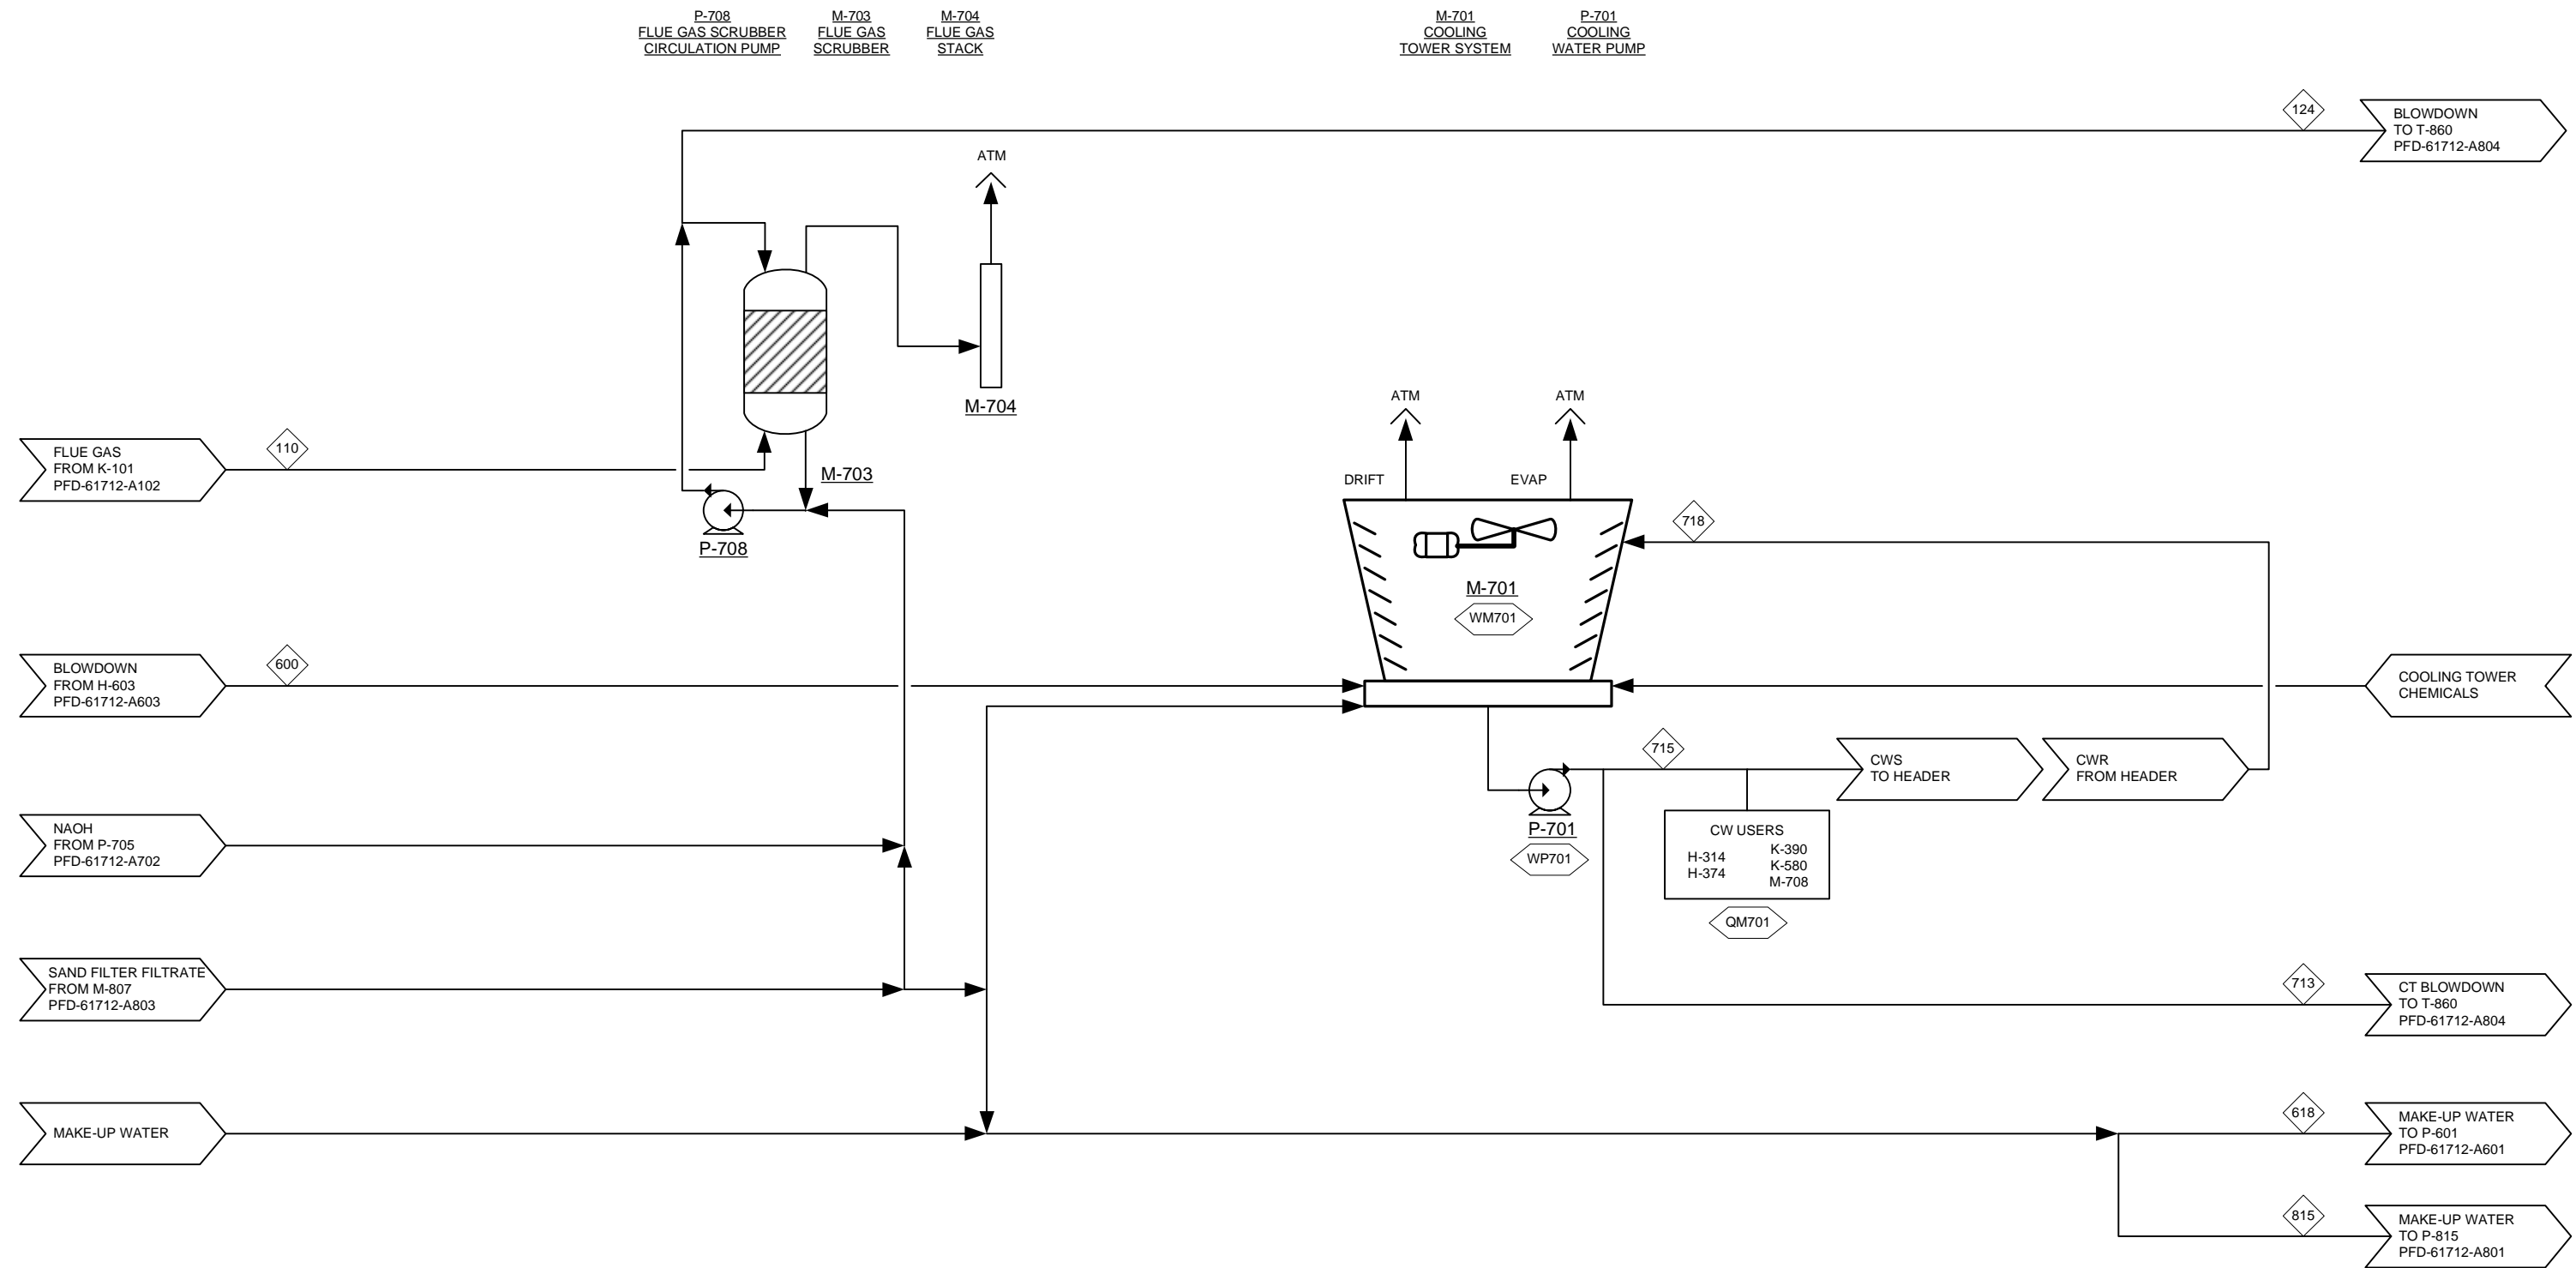 P-708
FLUE GAS SCRUBBER
CIRCULATION PUMP
M-703
FLUE GAS
SCRUBBER
M-704
FLUE GAS
STACK
M-701
COOLING
TOWER SYSTEM
P-701
COOLING
WATER PUMP
124
BLOWDOWN
TO T-860
PFD-61712-A804
ATM
M-704
ATM
ATM
FLUE GAS
FROM K-101
PFD-61712-A102
110
M-703
P-708
DRIFT
EVAP
718
M-701
WM701
BLOWDOWN
FROM H-603
PFD-61712-A603
600
COOLING TOWER
CHEMICALS
715
CWS
TO HEADER
CWR
FROM HEADER
P-701
WP701
CW USERS
H-314
H-374
K-390
K-580
M-708
QM701
NAOH
FROM P-705
PFD-61712-A702
SAND FILTER FILTRATE
FROM M-807
PFD-61712-A803
713
CT BLOWDOWN
TO T-860
PFD-61712-A804
MAKE-UP WATER
618
MAKE-UP WATER
TO P-601
PFD-61712-A601
815
MAKE-UP WATER
TO P-815
PFD-61712-A801